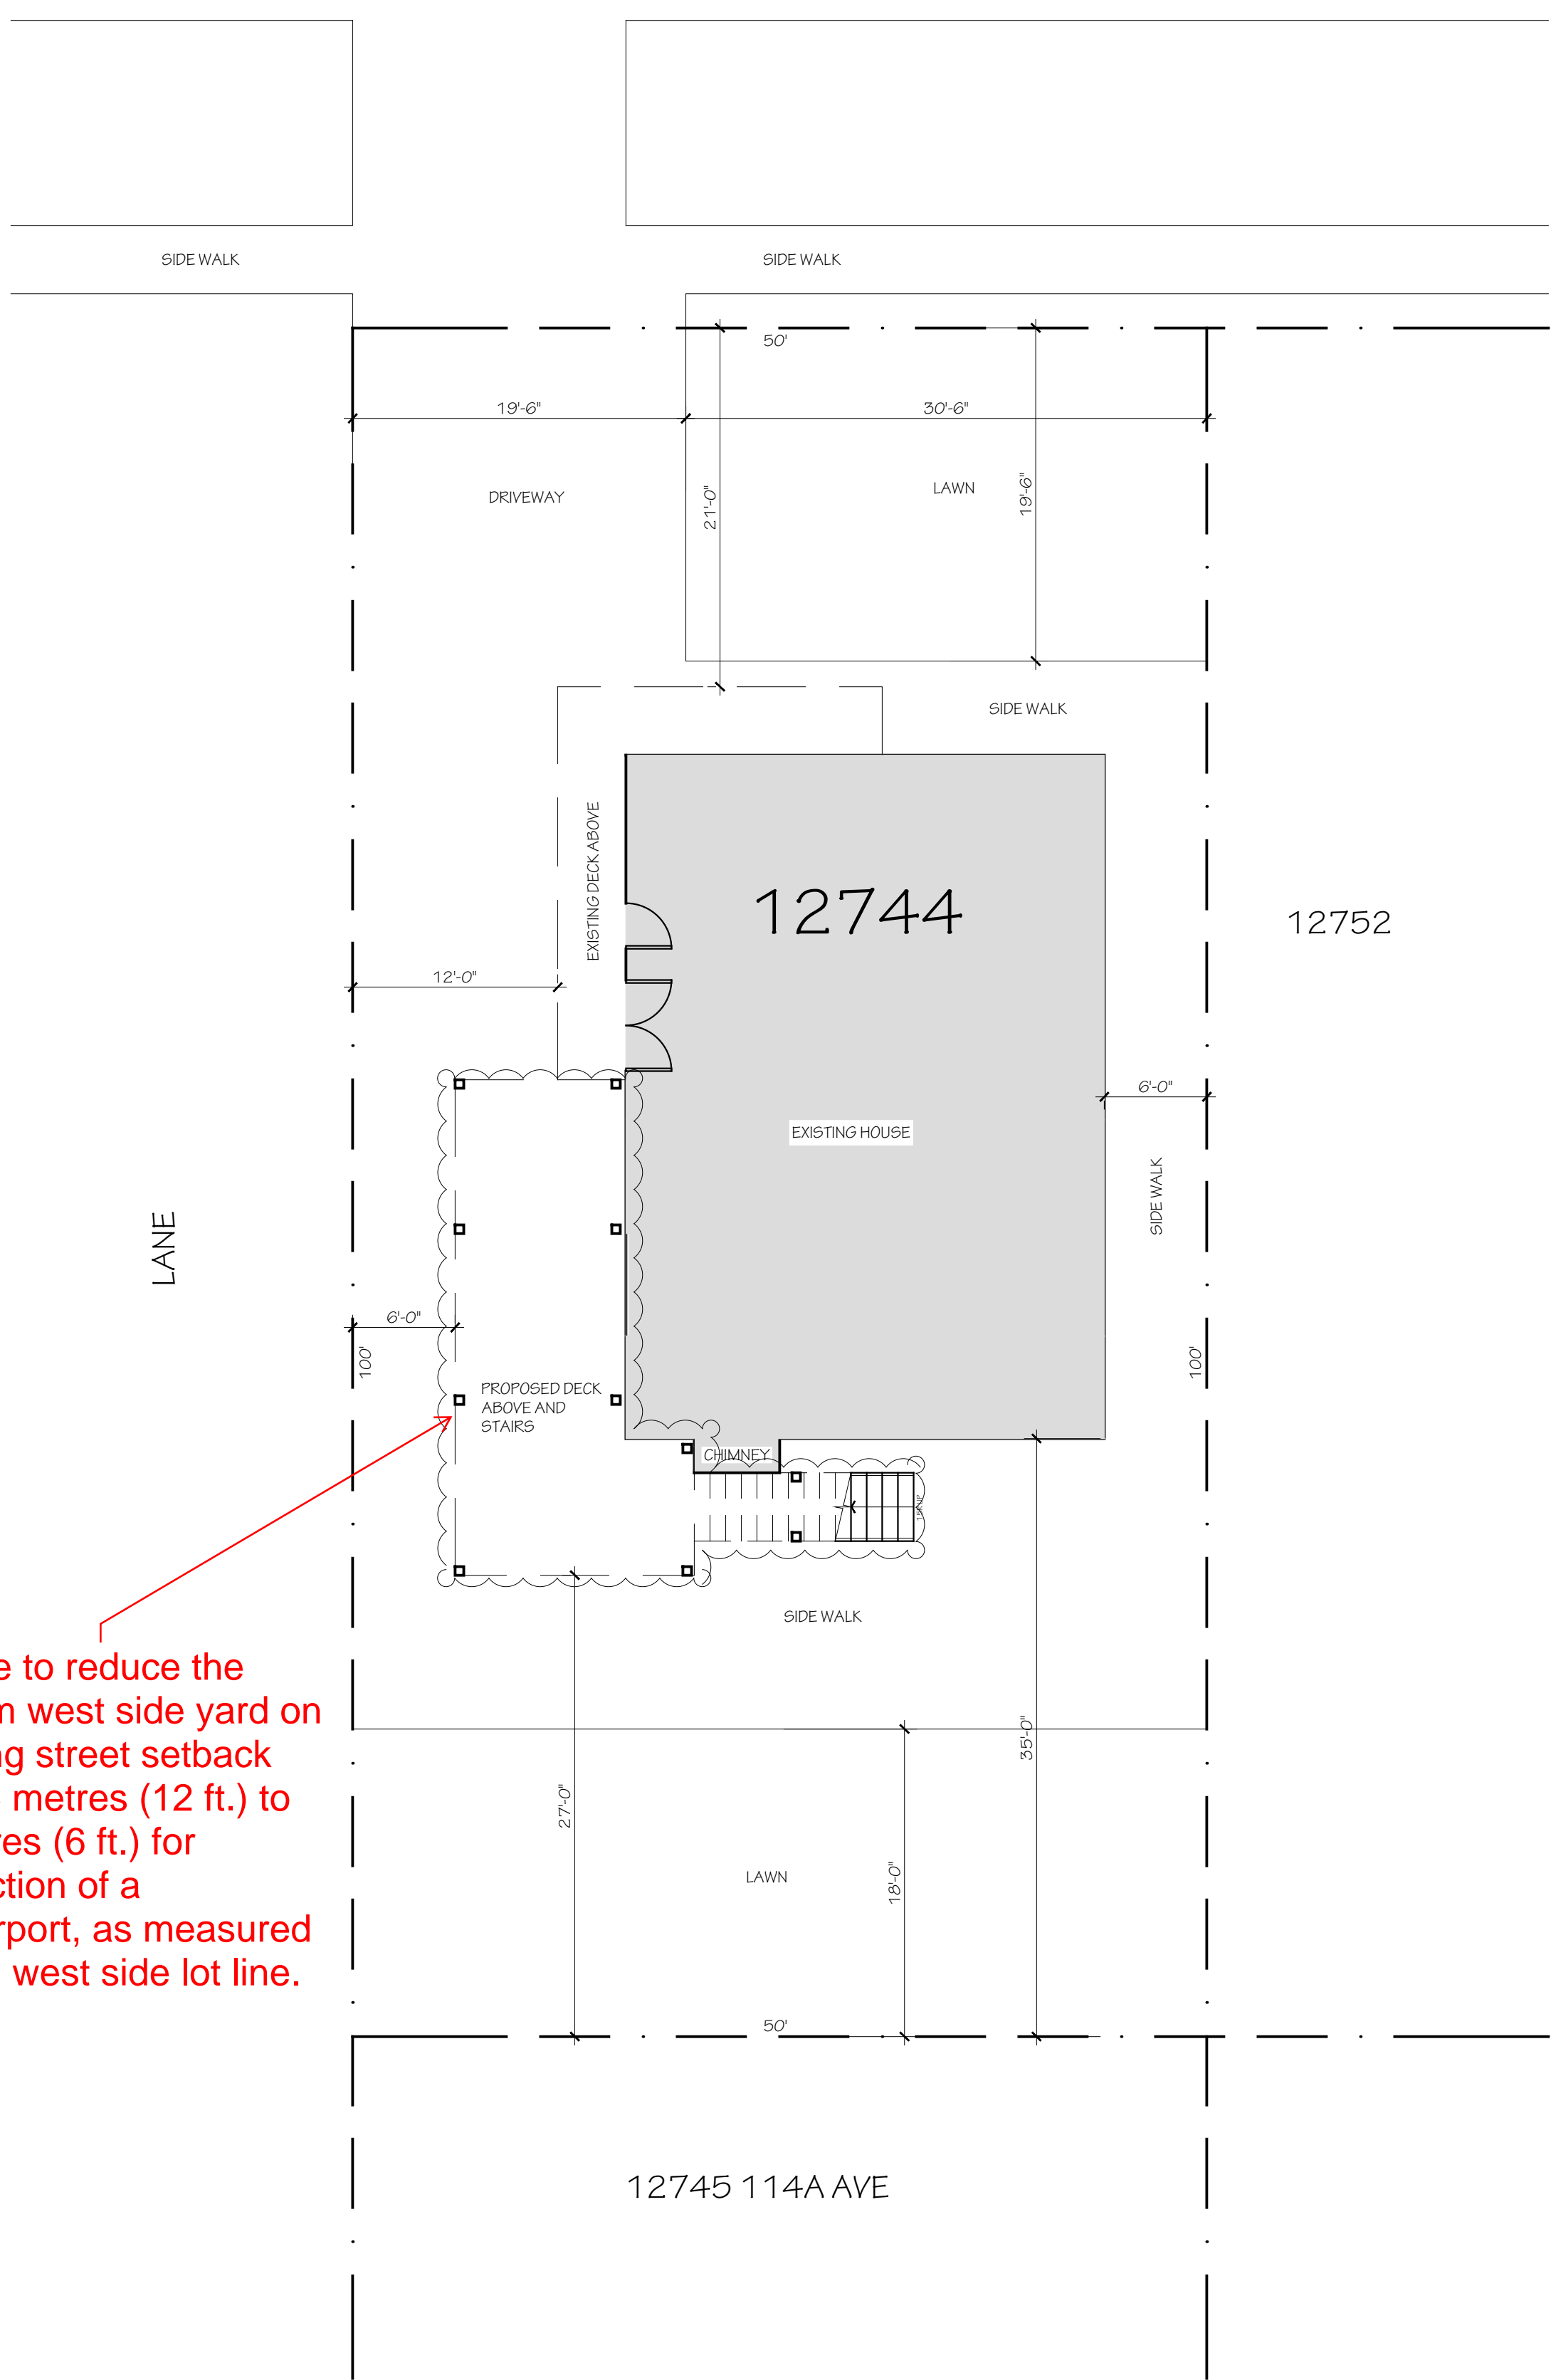 SIDE WALK
SIDE WALK
50'
19'-6"
30'-6"
DRIVEWAY
21'-0"
LAWN
19'-6"
SIDE WALK
EXISTING DECK ABOVE
12744
12752
12'-0"
6'-0"
EXISTING HOUSE
SIDE WALK
LANE
6'-0"
100'
100'
PROPOSED DECK
ABOVE AND
STAIRS
CHIMNEY
SIDE WALK
e to reduce the
m west side yard on
ng street setback
metres (12 ft.) to
res (6 ft.) for
ction of a
rport, as measured
west side lot line.
27'-0"
35'-0"
18'-0"
LAWN
50'
12745 114A AVE